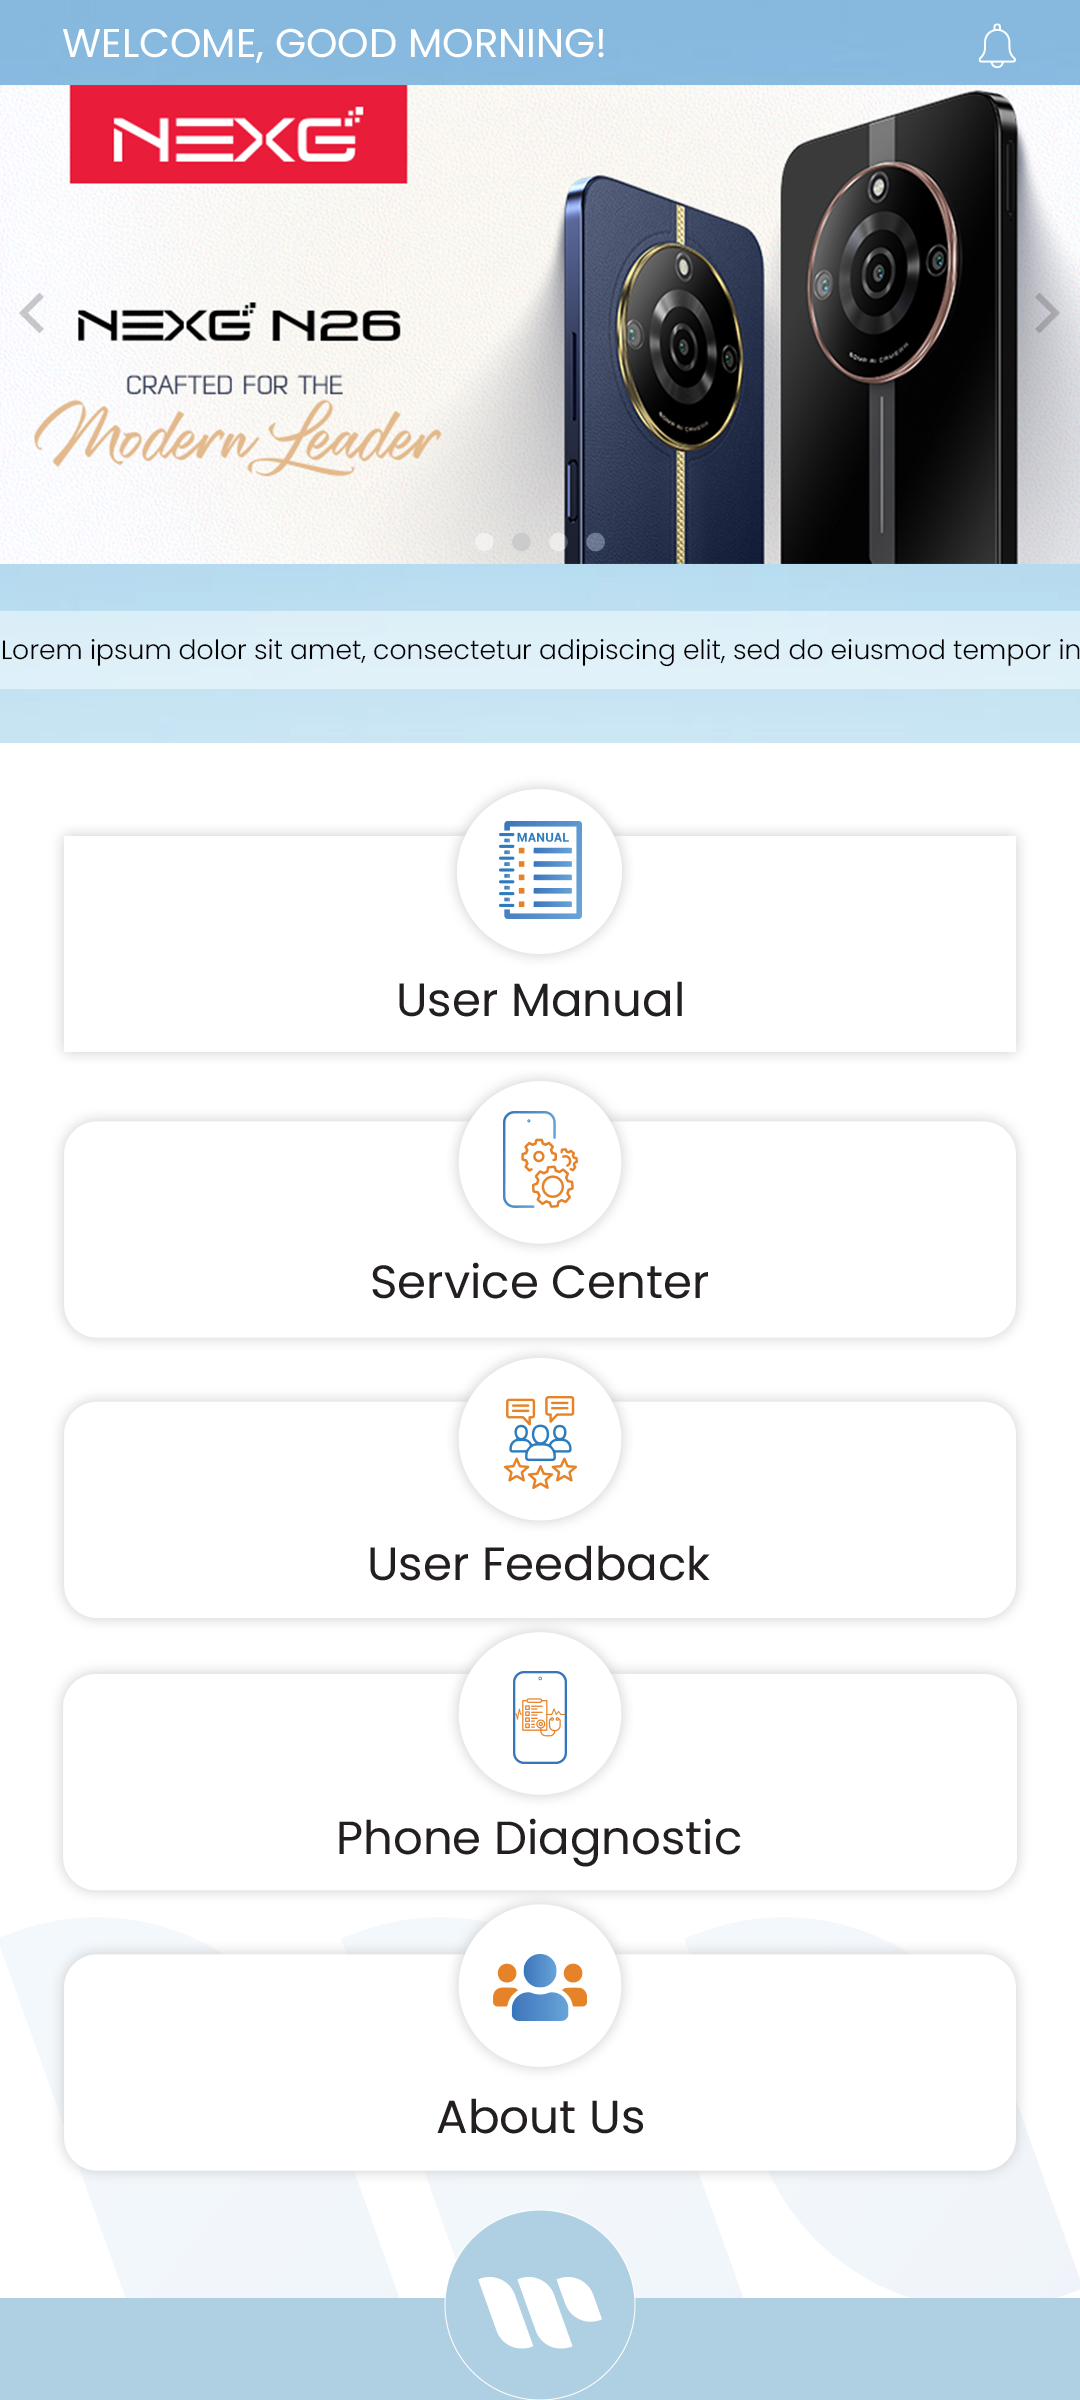 WELCOME, GOOD MORNING!
NEXG
NEXG N26
CRAFTED FOR THE
Modern Leader
Lorem ipsum dolor sit amet, consectetur adipiscing elit, sed do eiusmod tempor in
MANUAL
User Manual
Service Center
User Feedback
Phone Diagnostic
About Us